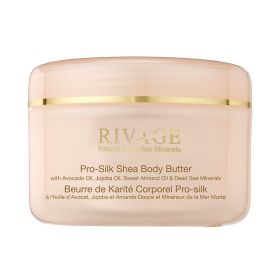 RIVAGE
Natural Dead Sea Minerals
Pro-Silk Shea Body Butter
with Avocado Oil, Jojoba Oil, Sweet Almond Oil & Dead Sea Minerals
Beurre de Karité Corporel Pro-silk
à l'huile d'Avocat, Jojoba et Amande Douce et Minéraux de la Mer Morte